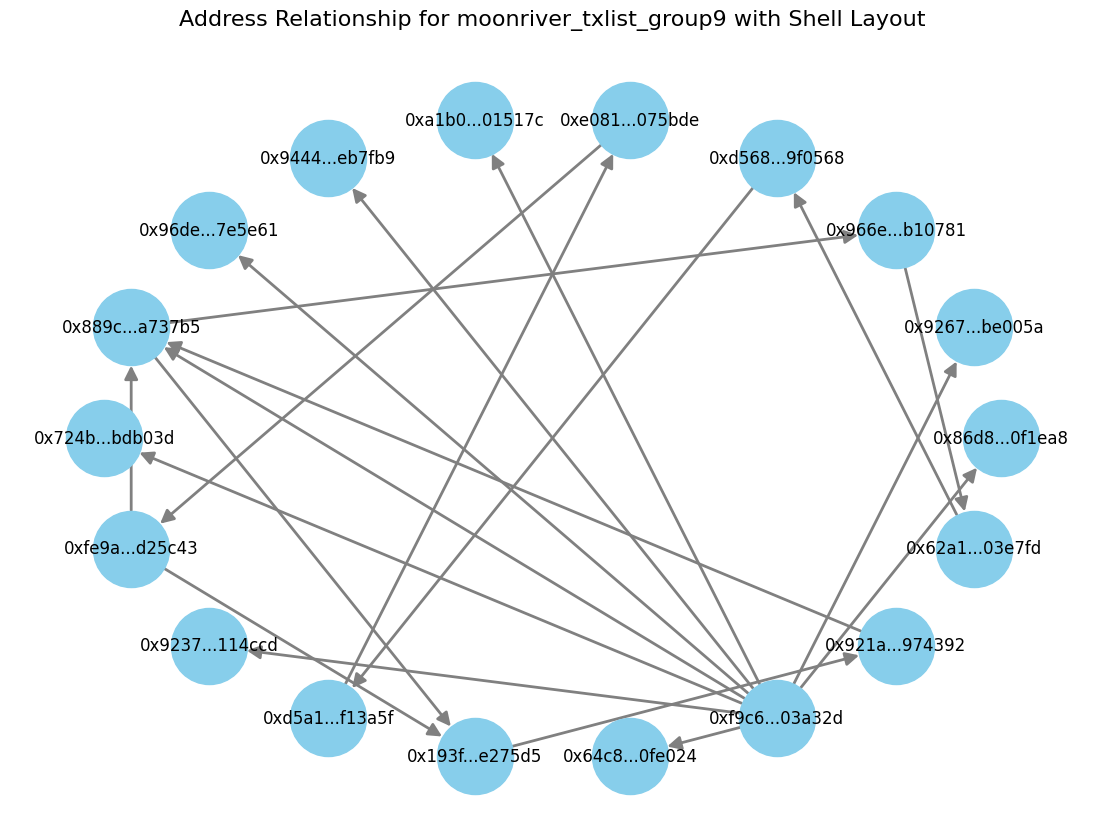 Address Relationship for moonriver_txlist_group9 with Shell Layout
0xa1b0...01517c
0xe081...075bde
0x9444...eb7fb9
0xd568...9f0568
0x96de...7e5e61
0x966e...b10781
0x889c...a737b5
0x9267...be005a
0x724b...bdb03d
0x86d8...0f1ea8
0xfe9a...d25c43
0x62a1...03e7fd
0x9237...114ccd
0x921a...974392
0xd5a1...f13a5f
0xf9c6...03a32d
0x193f...e275d5
0x64c8...0fe024